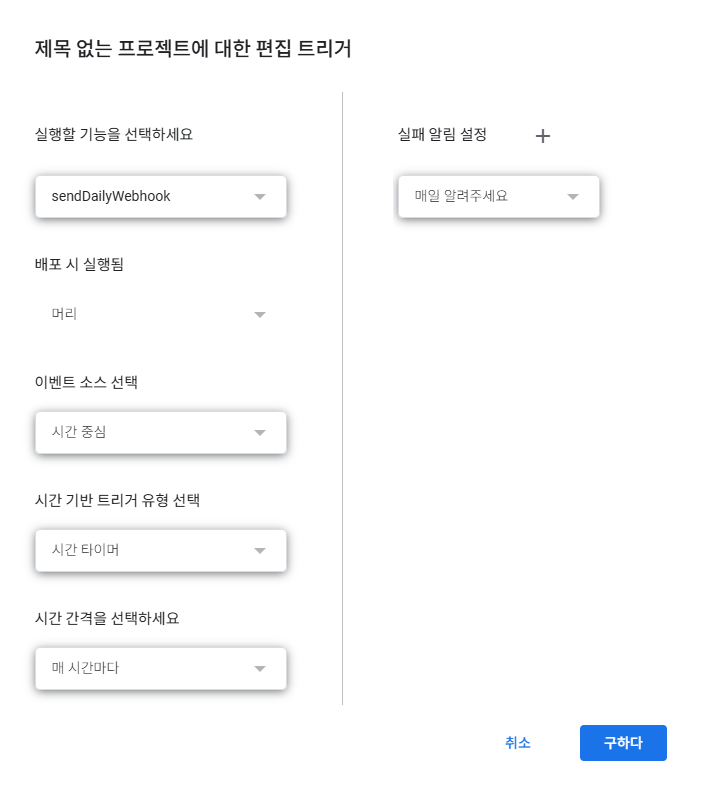 제목 없는 프로젝트에 대한 편집 트리거
실행할 기능을 선택하세요
sendDailyWebhook
배포 시 실행됨
머리
이벤트 소스 선택
시간 중심
시간 기반 트리거 유형 선택
시간 타이머
시간 간격을 선택하세요
매 시간마다
실패 알림 설정
매일 알려주세요
취소
구하다